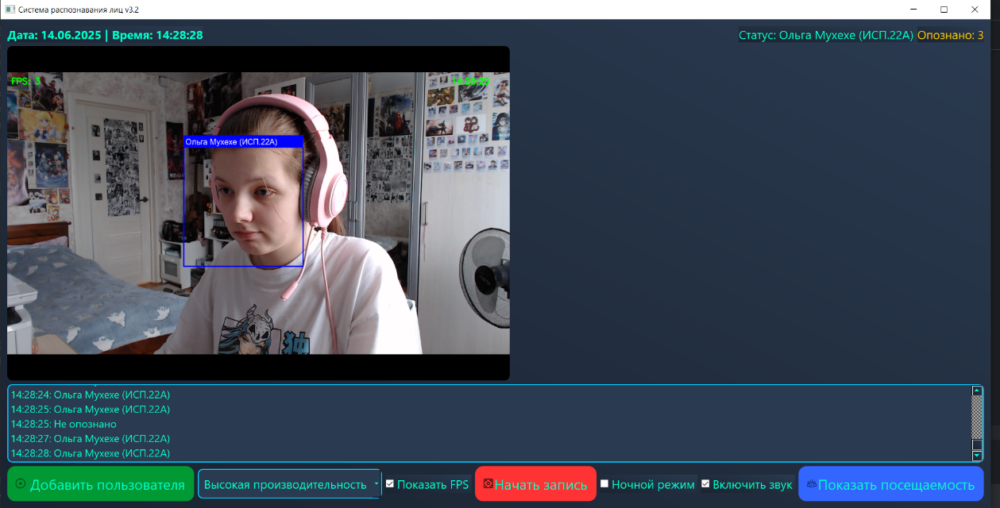 Система распознавания лиц v3.2
Дата: 14.06.2025 | Время: 14:28:28
Статус: Ольга Мухехе (ИСП.22А) Опознано: 3
FPS: 3
Ольга Мухехе (ИСП.22А)
独
14:28:24: Ольга Мухехе (ИСП.22А)
14:28:25: Ольга Мухехе (ИСП.22А)
14:28:25: Не опознано
14:28:27: Ольга Мухехе (ИСП.22А)
14:28:28: Ольга Мухехе (ИСП.22А)
Добавить пользователя Высокая производительность Показать FPS Начать запись Ночной режим Включить звук Показать посещаемость